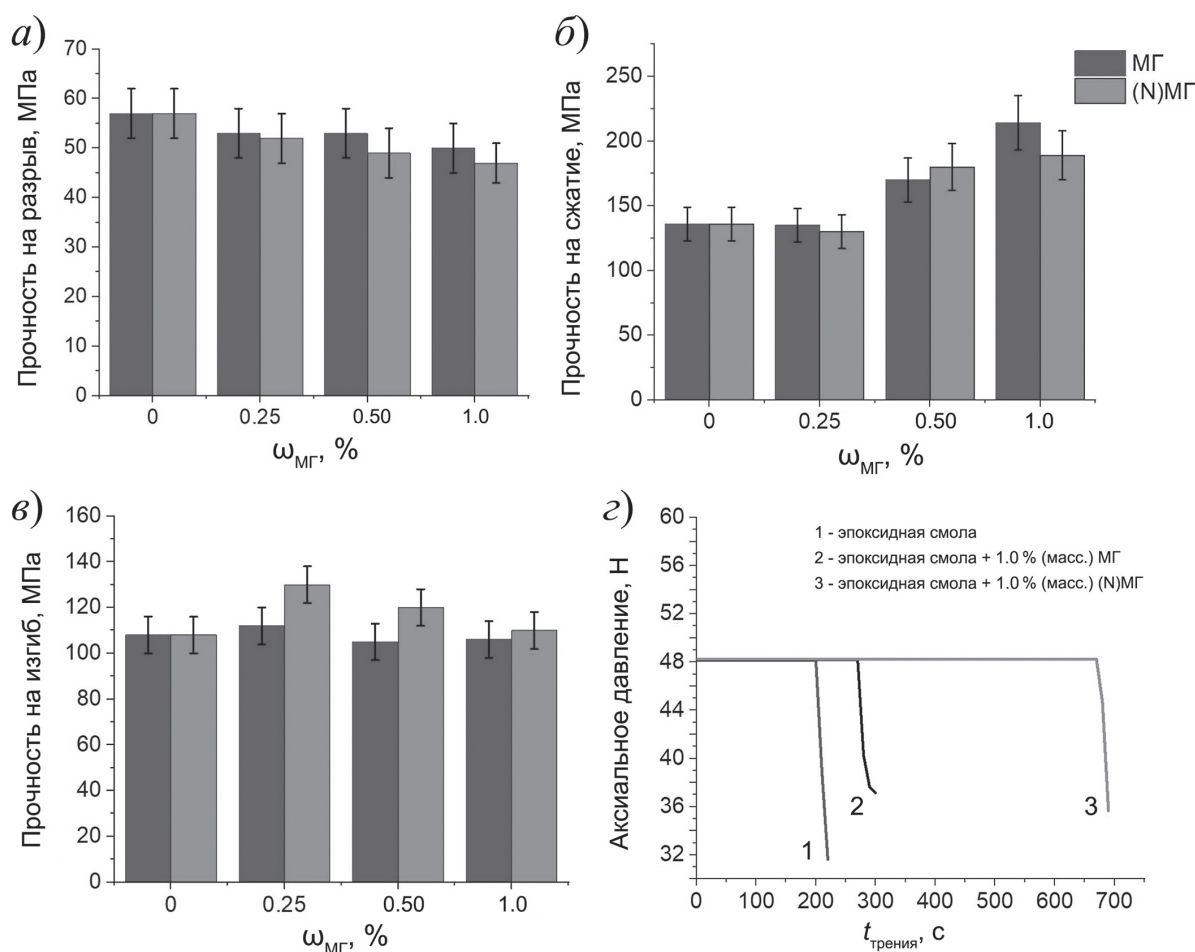 а)
Прочность на разрыв, МПа
70
60
50
40
30
20
10
0
0 0.25 0.50 1.0
ωМГ, %
б)
Прочность на сжатие, МПа
250
200
150
100
50
0
0 0.25 0.50 1.0
ωМГ, %
МГ
(N)МГ
в)
Прочность на изгиб, МПа
160
140
120
100
80
60
40
20
0
0 0.25 0.50 1.0
ωМГ, %
г)
Аксиальное давление, Н
60
56
52
48
44
40
36
32
1 - эпоксидная смола
2 - эпоксидная смола + 1.0 % (масс.) МГ
3 - эпоксидная смола + 1.0 % (масс.) (N)МГ
1
2
3
0 100 200 300 400 500 600 700
tтрения, с